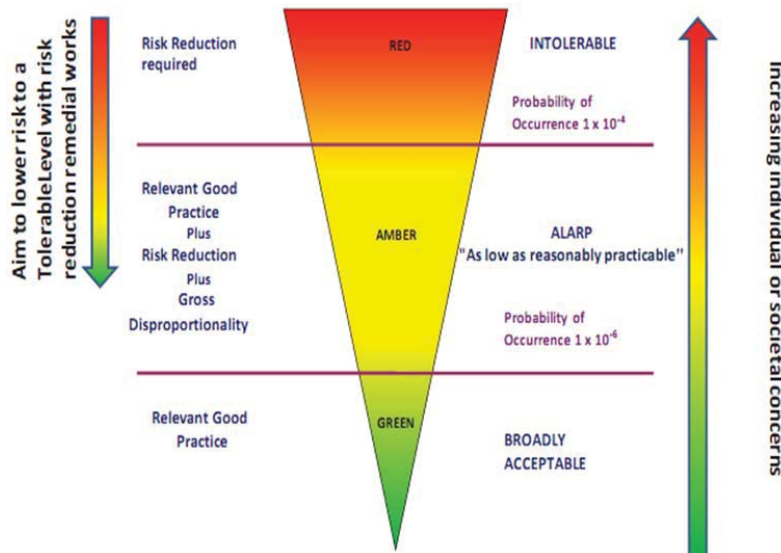 Aim to lower risk to a
TolerableLevel with risk
reduction remedial works
Risk Reduction
required
RED
INTOLERABLE
Probability of
Occurrence 1 x 10⁻⁴
Relevant Good
Practice
Plus
Risk Reduction
Plus
Gross
Disproportionality
AMBER
ALARP
"As low as reasonably practicable"
Probability of
Occurrence 1 x 10⁻⁶
Relevant Good
Practice
GREEN
BROADLY
ACCEPTABLE
Increasing individual or societal concerns